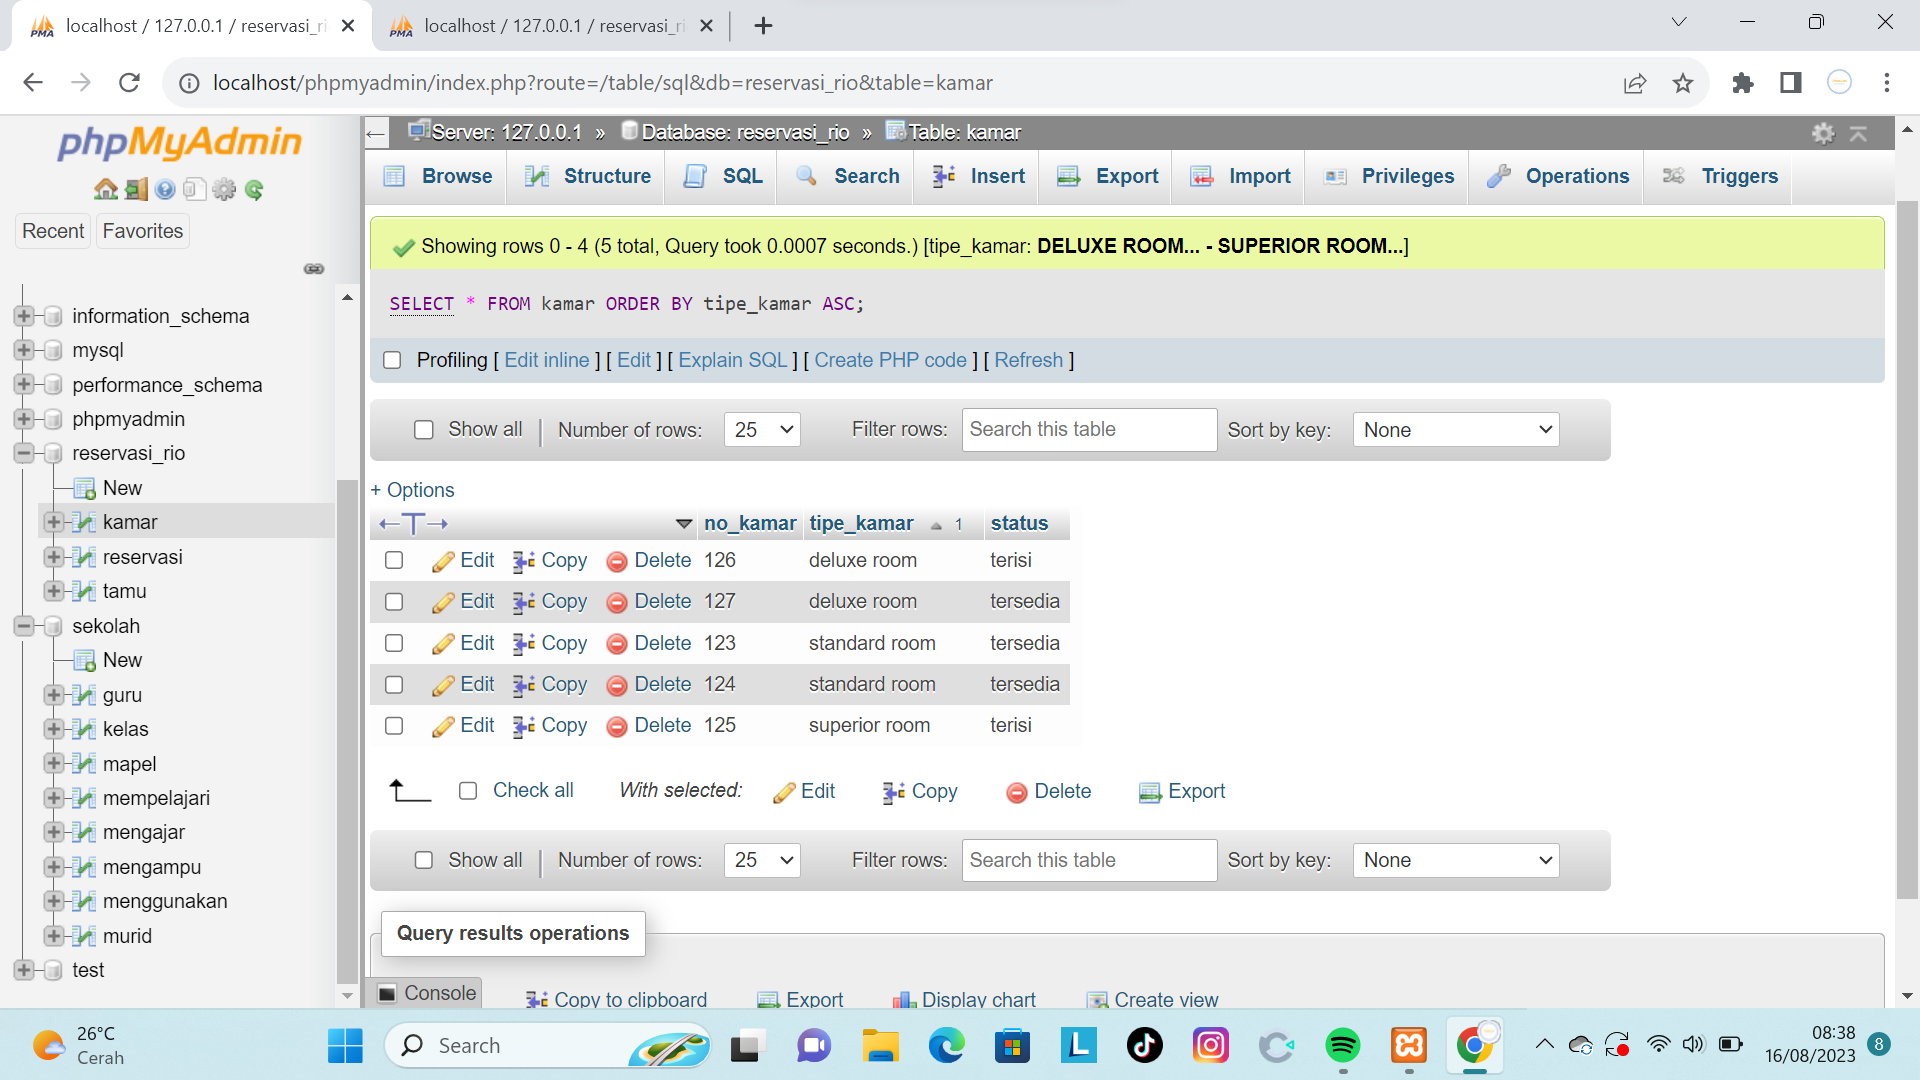 localhost / 127.0.0.1 / reservasi_ri
localhost / 127.0.0.1 / reservasi_ri
localhost/phpmyadmin/index.php?route=/table/sql&db=reservasi_rio&table=kamar
phpMyAdmin
Recent Favorites
information_schema
mysql
performance_schema
phpmyadmin
reservasi_rio
New
kamar
reservasi
tamu
sekolah
New
guru
kelas
mapel
mempelajari
mengajar
mengampu
menggunakan
murid
test
Server: 127.0.0.1 » Database: reservasi_rio » Table: kamar
Browse Structure SQL Search Insert Export Import Privileges Operations Triggers
Showing rows 0 - 4 (5 total, Query took 0.0007 seconds.) [tipe_kamar: DELUXE ROOM... - SUPERIOR ROOM...]
SELECT * FROM kamar ORDER BY tipe_kamar ASC;
Profiling [ Edit inline ] [ Edit ] [ Explain SQL ] [ Create PHP code ] [ Refresh ]
Show all | Number of rows: 25 Filter rows: Search this table Sort by key: None
+ Options
←T→ no_kamar tipe_kamar 1 status
Edit Copy Delete 126 deluxe room terisi
Edit Copy Delete 127 deluxe room tersedia
Edit Copy Delete 123 standard room tersedia
Edit Copy Delete 124 standard room tersedia
Edit Copy Delete 125 superior room terisi
Check all With selected: Edit Copy Delete Export
Show all | Number of rows: 25 Filter rows: Search this table Sort by key: None
Query results operations
Console
Copy to clipboard Export Display chart Create view
26°C
Cerah
Search
08:38
16/08/2023
8